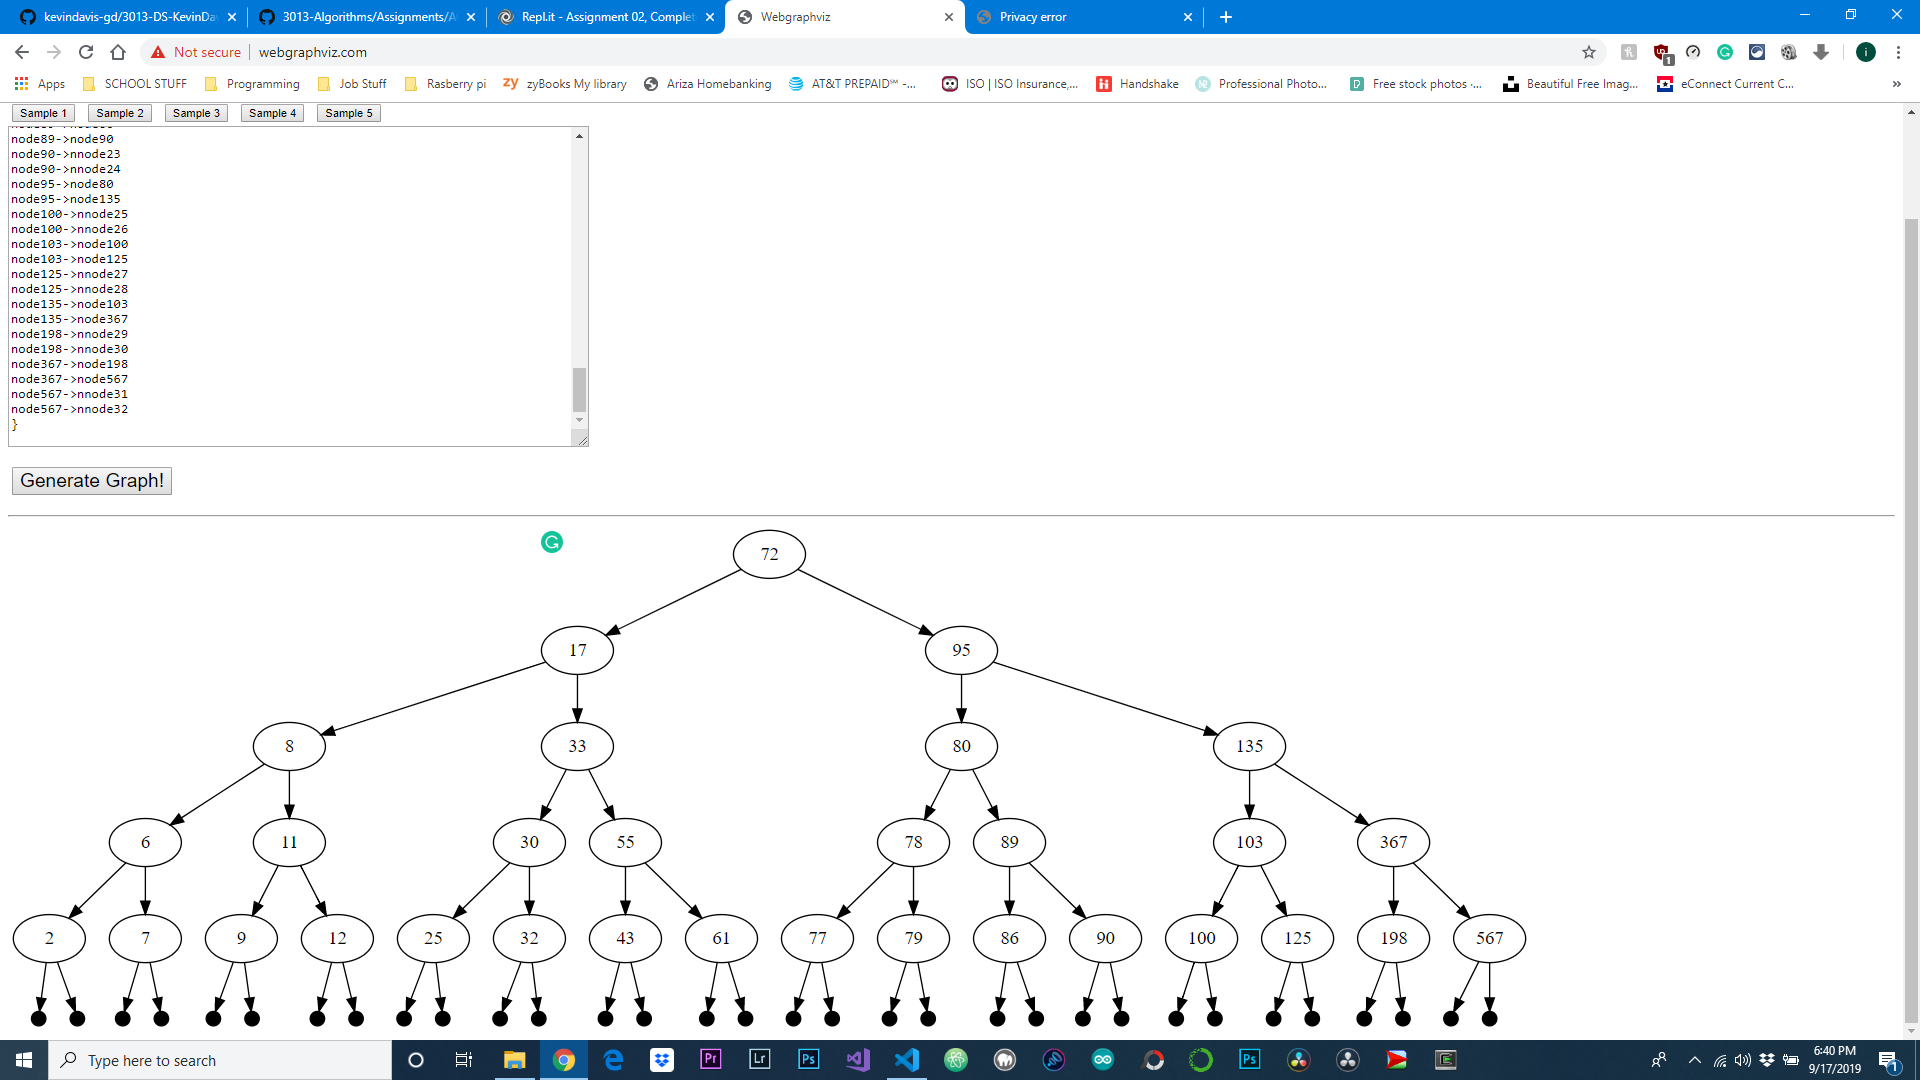 kevindavis-gd/3013-DS-KevinDa
3013-Algorithms/Assignments/A
Repl.it - Assignment 02, Complet
Webgraphviz
Privacy error
Not secure
webgraphviz.com
Apps
SCHOOL STUFF
Programming
Job Stuff
Rasberry pi
zyBooks My library
Ariza Homebanking
AT&T PREPAID℠ -...
ISO | ISO Insurance,...
Handshake
Professional Photo...
Free stock photos ·...
Beautiful Free Imag...
eConnect Current C...
Sample 1
Sample 2
Sample 3
Sample 4
Sample 5
node89->node90
node90->nnode23
node90->nnode24
node95->node80
node95->node135
node100->nnode25
node100->nnode26
node103->node100
node103->node125
node125->nnode27
node125->nnode28
node135->node103
node135->node367
node198->nnode29
node198->nnode30
node367->node198
node367->node567
node567->nnode31
node567->nnode32
}
Generate Graph!
72
17 95
8 33 80 135
6 11 30 55 78 89 103 367
2 7 9 12 25 32 43 61 77 79 86 90 100 125 198 567
Type here to search
6:40 PM
9/17/2019